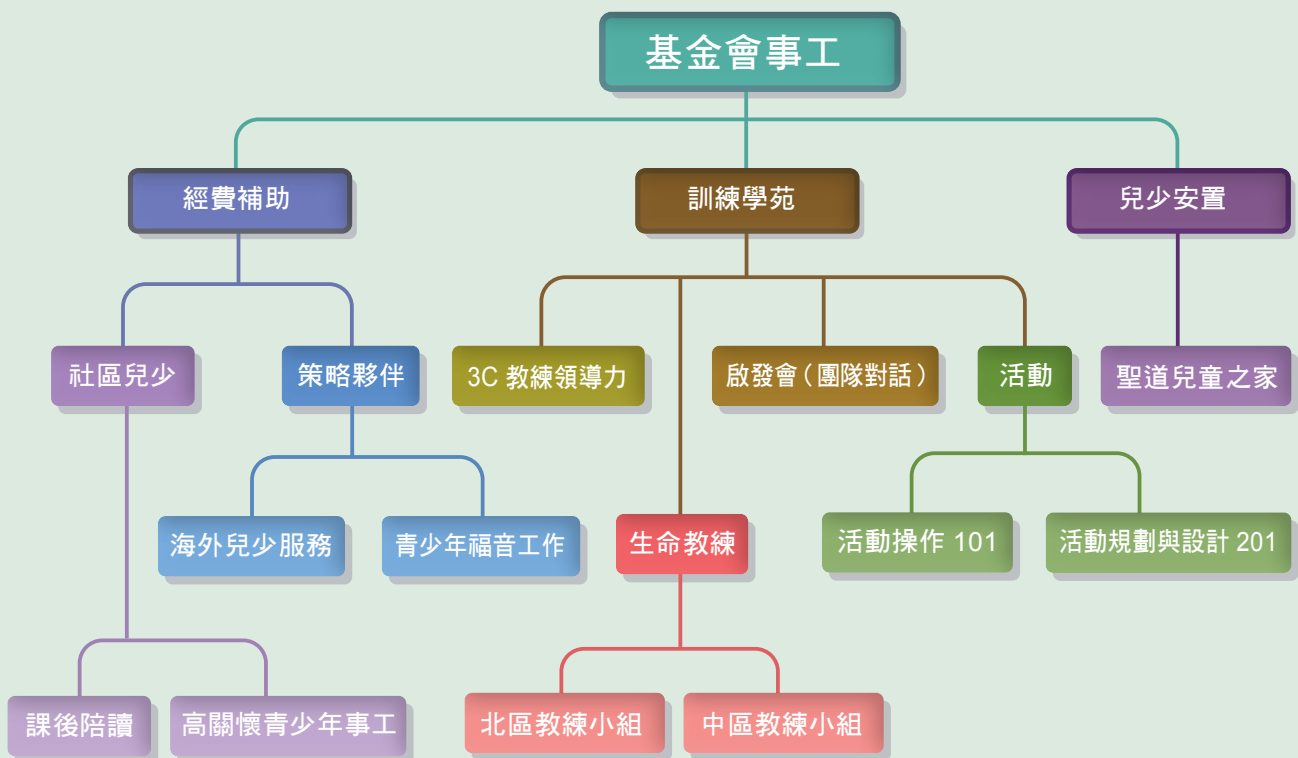 基金會事工
經費補助
訓練學苑
兒少安置
社區兒少
策略夥伴
3C 教練領導力
啟發會（團隊對話）
活動
聖道兒童之家
海外兒少服務
青少年福音工作
生命教練
活動操作 101
活動規劃與設計 201
課後陪讀
高關懷青少年事工
北區教練小組
中區教練小組